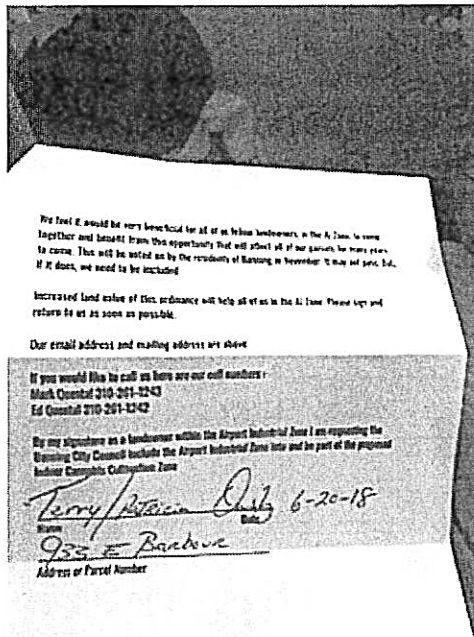 We feel it would be very beneficial for all of us fellow landowners, in the AI Zone, to come
together and benefit from this opportunity that will affect all of our parcels for many years
to come. This will be voted on by the residents of Banning in November. It may not pass, but,
if it does, we need to be included
Increased land value of this ordinance will help all of us in the AI Zone. Please sign and
return to us as soon as possible.
Our email address and mailing address are above
If you would like to call us here are our cell numbers :
Mark Quental 310-261-1243
Ed Quental 310-261-1242
By my signature as a landowner within the Airport Industrial Zone I am requesting the
Banning City Council include the Airport Industrial Zone into and be part of the proposed
Indoor Cannabis Cultivation Zone
Terry/Patricia 6-20-18
Name Date
933 E Barbour
Address or Parcel Number